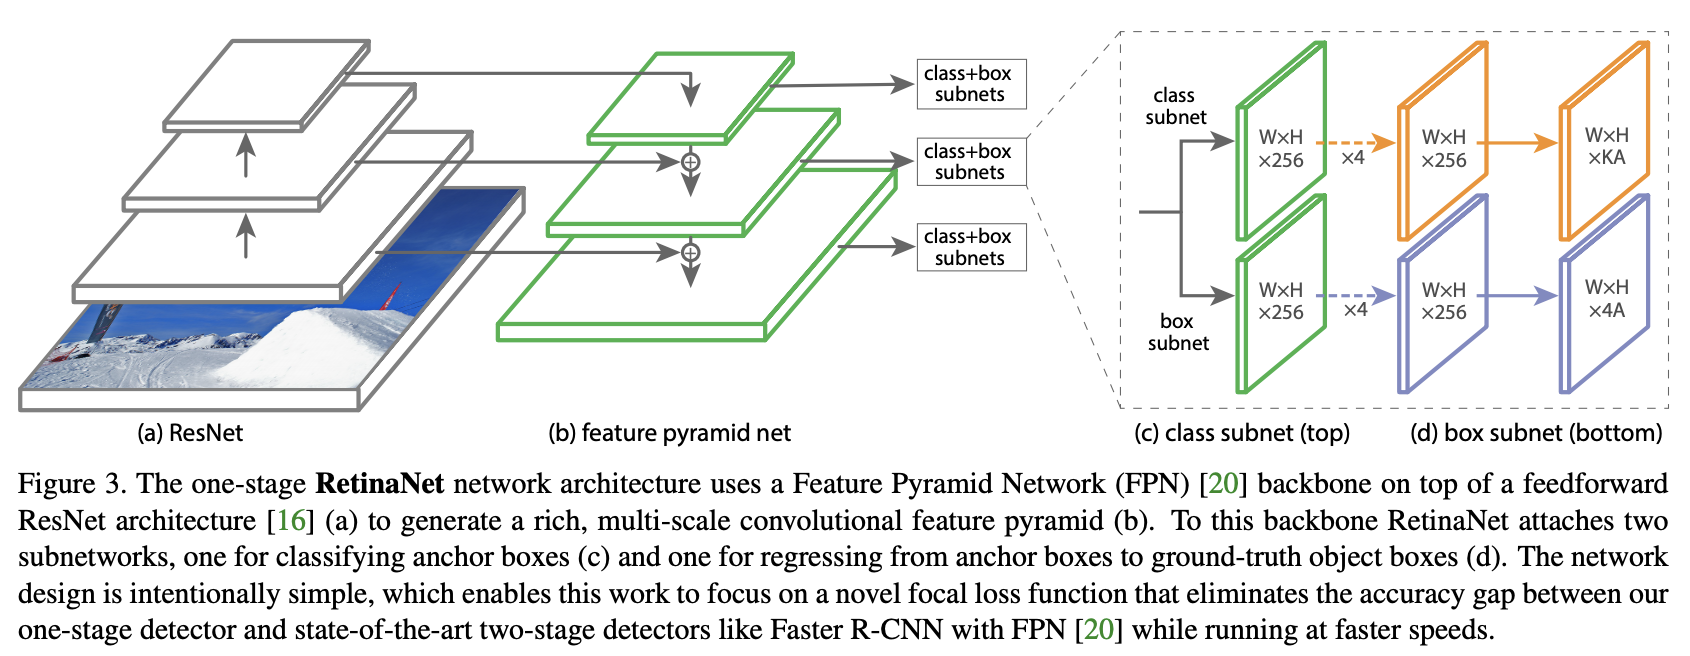 class+box
subnets
class+box
subnets
class+box
subnets
class
subnet
W×H
×256
×4
W×H
×256
W×H
×KA
box
subnet
W×H
×256
×4
W×H
×256
W×H
×4A
(a) ResNet
(b) feature pyramid net
(c) class subnet (top)
(d) box subnet (bottom)
Figure 3. The one-stage RetinaNet network architecture uses a Feature Pyramid Network (FPN) [20] backbone on top of a feedforward
ResNet architecture [16] (a) to generate a rich, multi-scale convolutional feature pyramid (b). To this backbone RetinaNet attaches two
subnetworks, one for classifying anchor boxes (c) and one for regressing from anchor boxes to ground-truth object boxes (d). The network
design is intentionally simple, which enables this work to focus on a novel focal loss function that eliminates the accuracy gap between our
one-stage detector and state-of-the-art two-stage detectors like Faster R-CNN with FPN [20] while running at faster speeds.